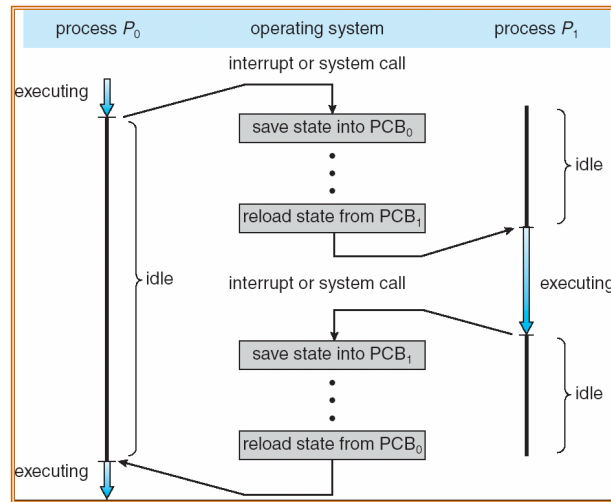 process P0 operating system process P1
interrupt or system call
executing
save state into PCB0
idle
reload state from PCB1
idle
interrupt or system call
executing
save state into PCB1
idle
reload state from PCB0
executing